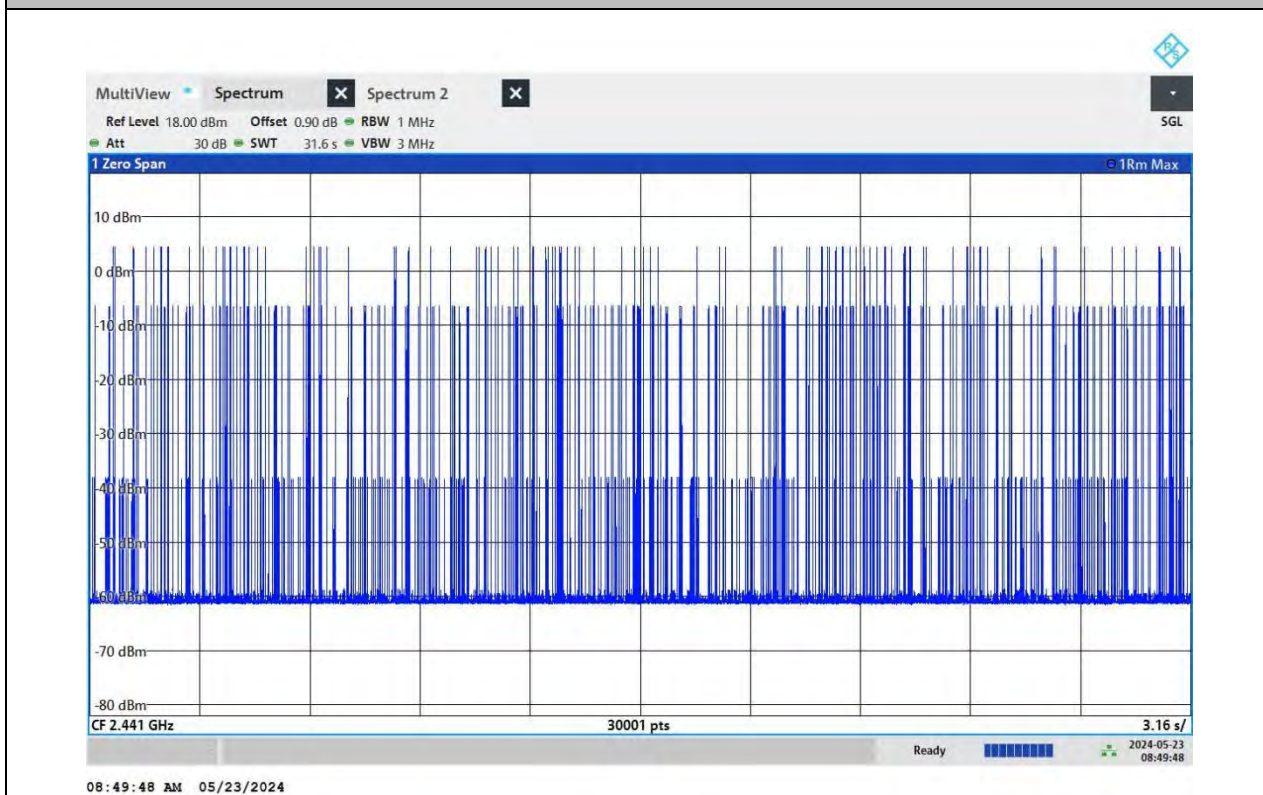 R S
MultiView Spectrum X Spectrum 2 X
Ref Level 18.00 dBm Offset 0.90 dB RBW 1 MHz SGL
Att 30 dB SWT 31.6 s VBW 3 MHz
1 Zero Span 1Rm Max
10 dBm
0 dBm
-10 dBm
-20 dBm
-30 dBm
-40 dBm
-50 dBm
-60 dBm
-70 dBm
-80 dBm
CF 2.441 GHz 30001 pts 3.16 s/
Ready 2024-05-23
08:49:48
08:49:48 AM 05/23/2024